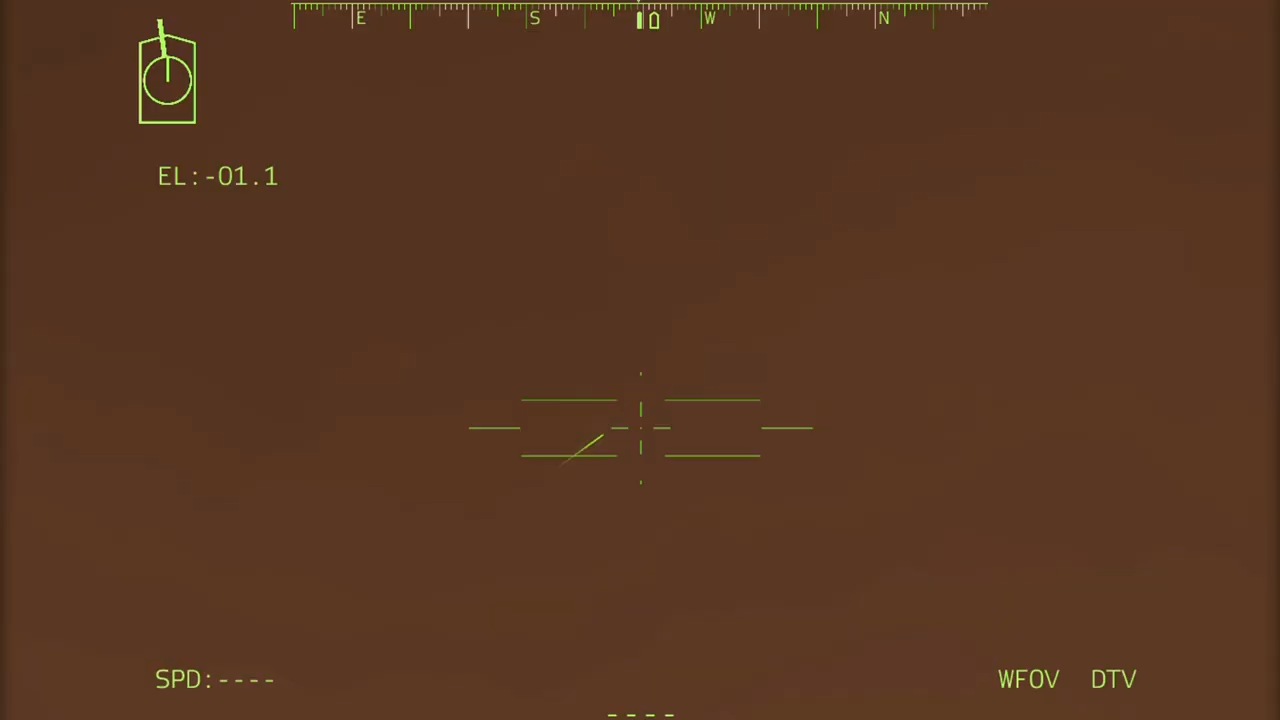 E S W N
EL:-01.1
SPD:----
WFOV DTV
----